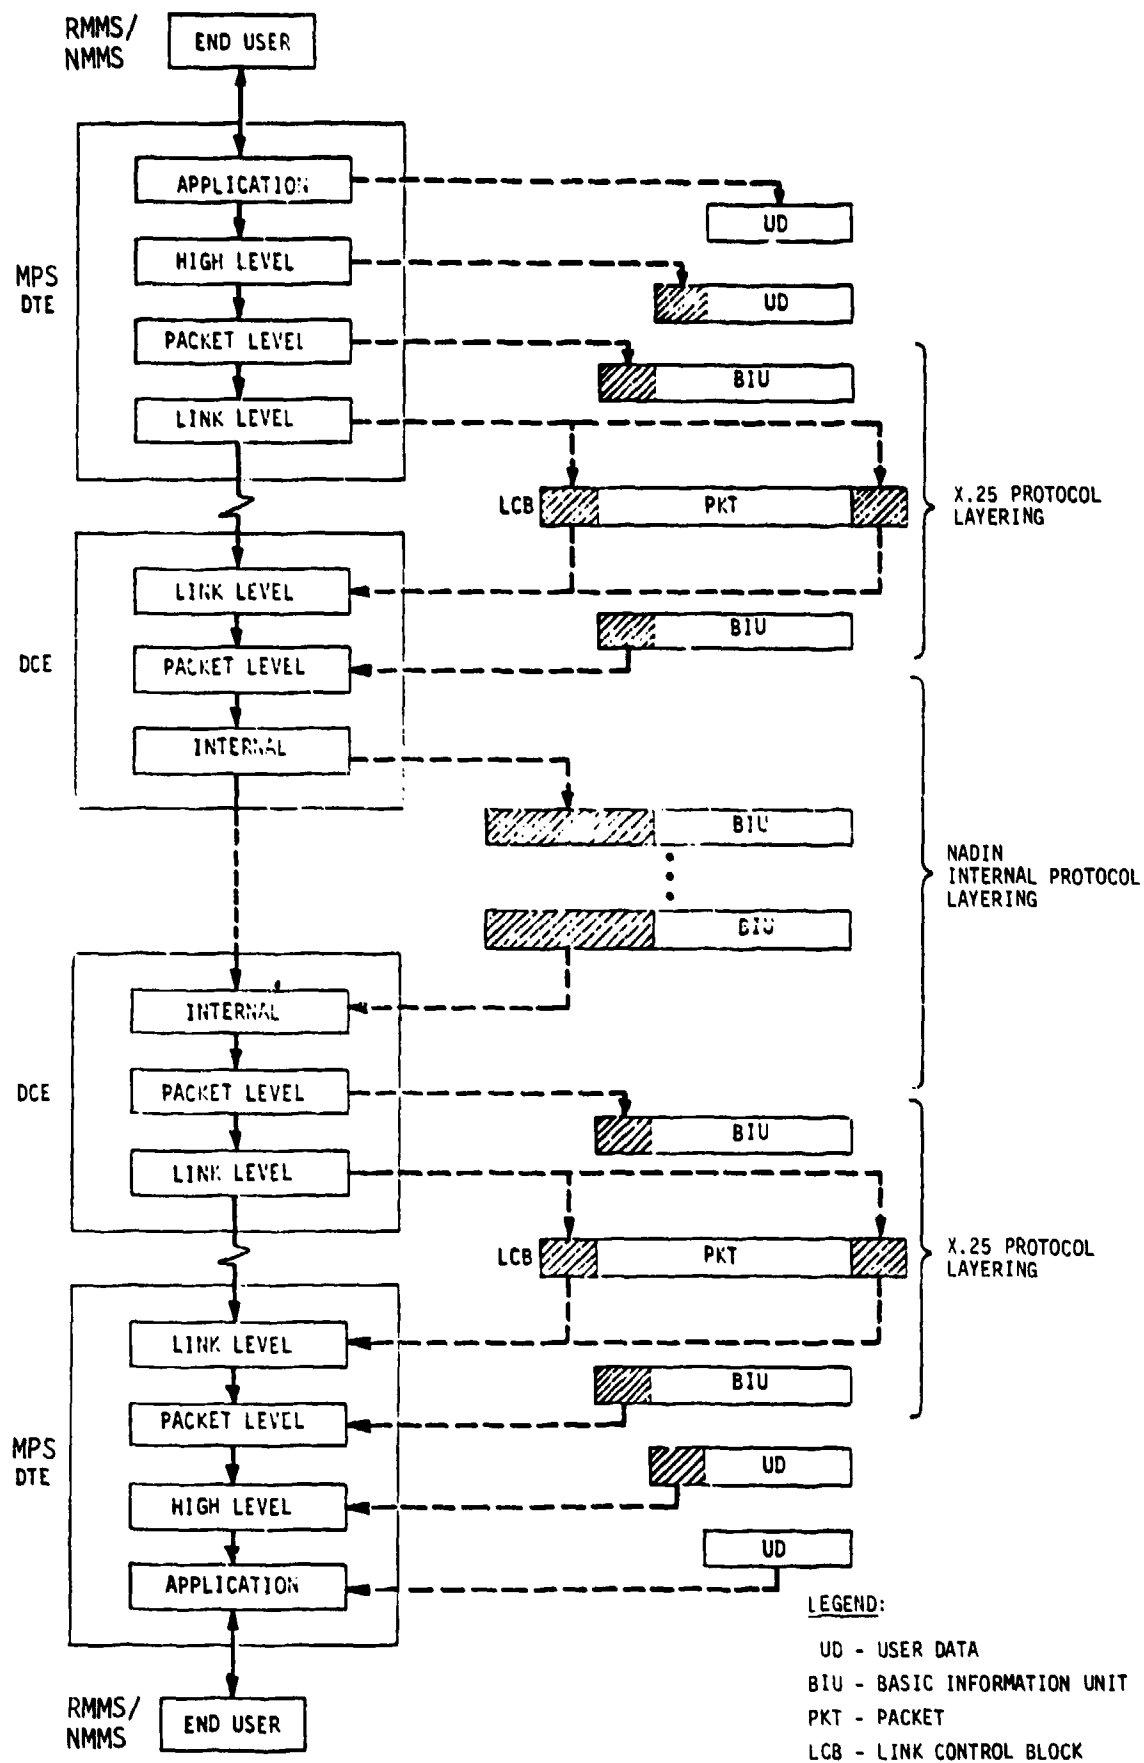 RMMS/
NMMS
END USER
APPLICATION
UD
HIGH LEVEL
UD
MPS
DTE
PACKET LEVEL
BIU
LINK LEVEL
LCB
PKT
X.25 PROTOCOL
LAYERING
LINK LEVEL
BIU
DCE
PACKET LEVEL
INTERNAL
BIU
NADIN
INTERNAL PROTOCOL
LAYERING
BIU
INTERNAL
DCE
PACKET LEVEL
BIU
LINK LEVEL
LCB
PKT
X.25 PROTOCOL
LAYERING
LINK LEVEL
BIU
PACKET LEVEL
MPS
DTE
UD
HIGH LEVEL
UD
APPLICATION
LEGEND:
UD - USER DATA
BIU - BASIC INFORMATION UNIT
PKT - PACKET
LCB - LINK CONTROL BLOCK
RMMS/
NMMS
END USER